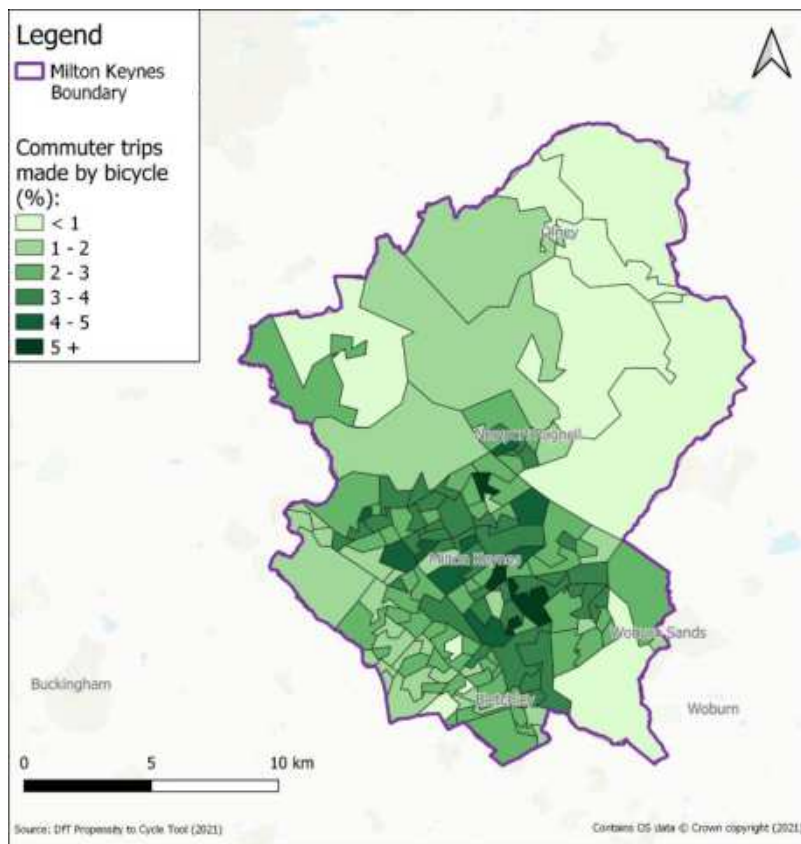 Legend
Milton Keynes
Boundary
Commuter trips
made by bicycle
(%):
< 1
1 - 2
2 - 3
3 - 4
4 - 5
5 +
Olney
Newport Pagnell
Milton Keynes
Woburn Sands
Buckingham
Bletchley
Woburn
0 5 10 km
Source: DfT Propensity to Cycle Tool (2021)
Contains OS data © Crown copyright (2021)